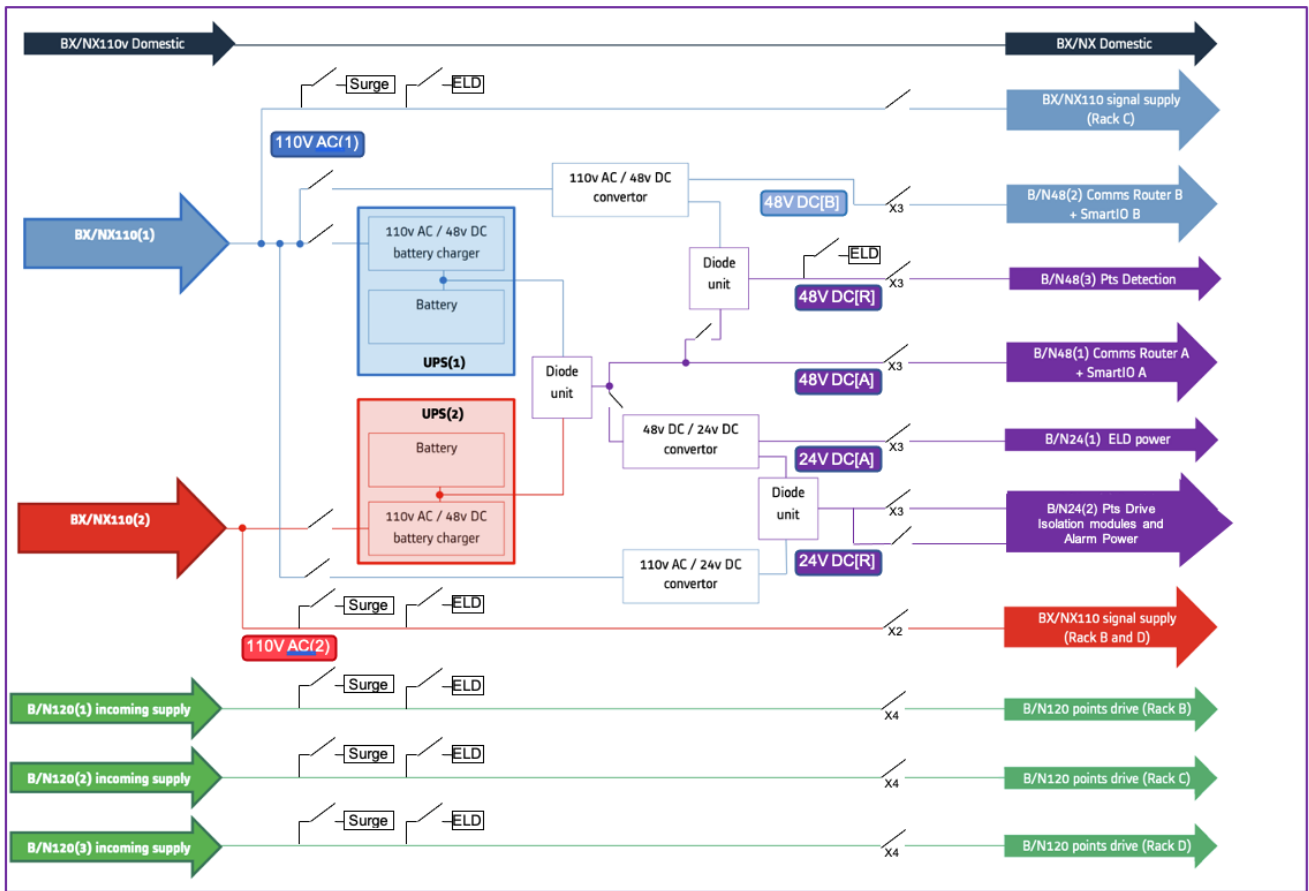 BX/NX110v Domestic
BX/NX Domestic
Surge
ELD
BX/NX110 signal supply
(Rack C)
110V AC(1)
110v AC / 48v DC
convertor
48V DC[B]
X3
B/N48(2) Comms Router B
+ SmartIO B
BX/NX110(1)
110v AC / 48v DC
battery charger
Battery
UPS(1)
Diode
unit
ELD
48V DC[R]
X3
B/N48(3) Pts Detection
Diode
unit
48V DC[A]
X3
B/N48(1) Comms Router A
+ SmartIO A
UPS(2)
Battery
110v AC / 48v DC
battery charger
48v DC / 24v DC
convertor
24V DC[A]
X3
B/N24(1) ELD power
BX/NX110(2)
Diode
unit
X3
B/N24(2) Pts Drive
Isolation modules and
Alarm Power
24V DC[R]
110v AC / 24v DC
convertor
Surge
ELD
110V AC(2)
X2
BX/NX110 signal supply
(Rack B and D)
B/N120(1) incoming supply
Surge
ELD
X4
B/N120 points drive (Rack B)
B/N120(2) incoming supply
Surge
ELD
X4
B/N120 points drive (Rack C)
B/N120(3) incoming supply
Surge
ELD
X4
B/N120 points drive (Rack D)